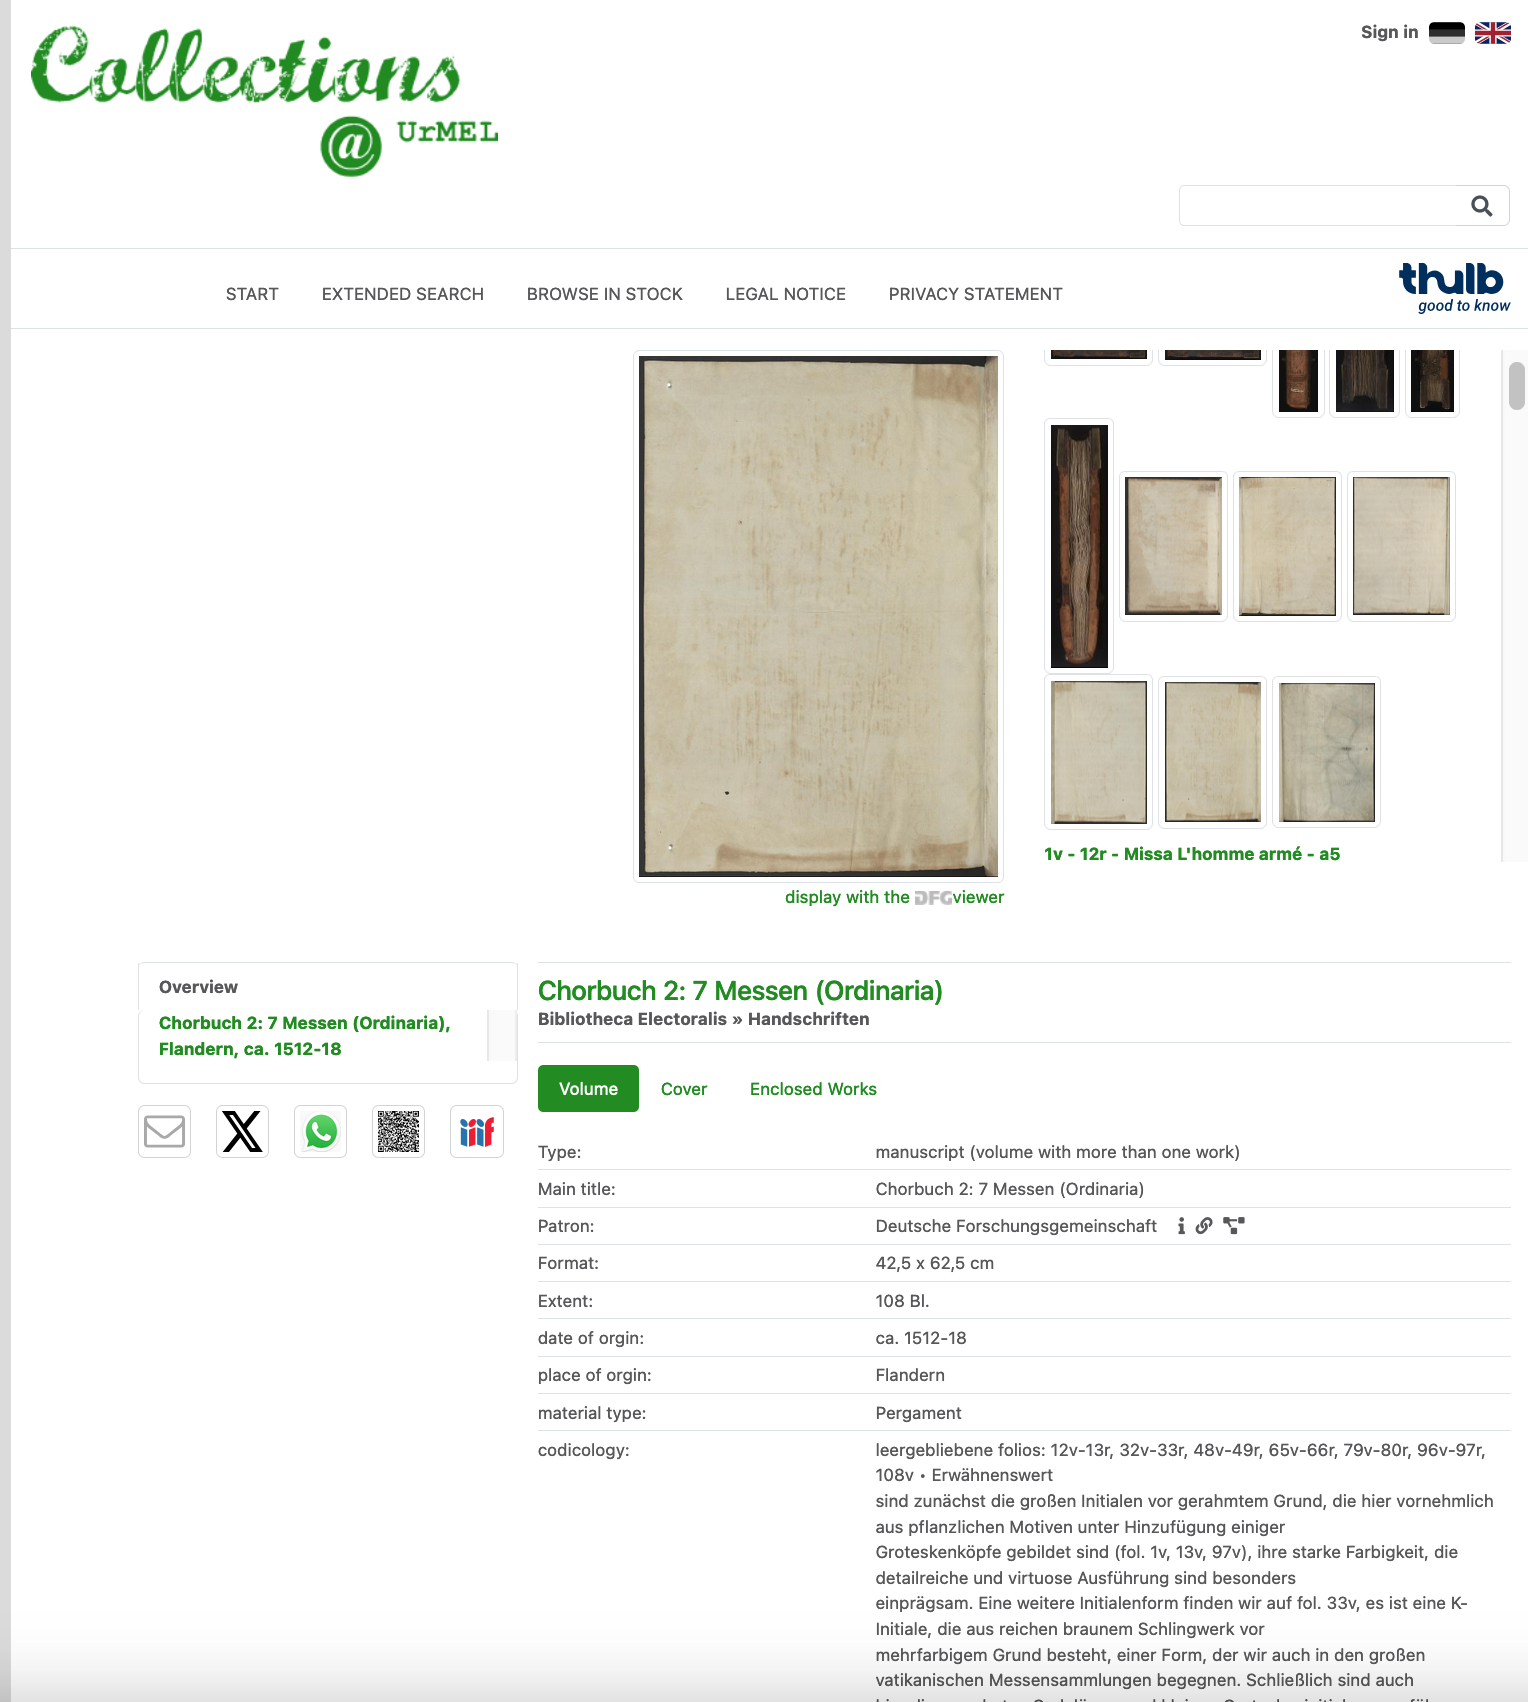 Collections
@ UrMEL
Sign in
START EXTENDED SEARCH BROWSE IN STOCK LEGAL NOTICE PRIVACY STATEMENT
thulb
good to know
display with the DFGviewer
1v - 12r - Missa L'homme armé - a5
Overview
Chorbuch 2: 7 Messen (Ordinaria),
Flandern, ca. 1512-18
iiif
Chorbuch 2: 7 Messen (Ordinaria)
Bibliotheca Electoralis » Handschriften
Volume Cover Enclosed Works
Type: manuscript (volume with more than one work)
Main title: Chorbuch 2: 7 Messen (Ordinaria)
Patron: Deutsche Forschungsgemeinschaft
Format: 42,5 x 62,5 cm
Extent: 108 Bl.
date of orgin: ca. 1512-18
place of orgin: Flandern
material type: Pergament
codicology: leergebliebene folios: 12v-13r, 32v-33r, 48v-49r, 65v-66r, 79v-80r, 96v-97r,
108v • Erwähnenswert
sind zunächst die großen Initialen vor gerahmtem Grund, die hier vornehmlich
aus pflanzlichen Motiven unter Hinzufügung einiger
Groteskenköpfe gebildet sind (fol. 1v, 13v, 97v), ihre starke Farbigkeit, die
detailreiche und virtuose Ausführung sind besonders
einprägsam. Eine weitere Initialenform finden wir auf fol. 33v, es ist eine K-
Initiale, die aus reichen braunem Schlingwerk vor
mehrfarbigem Grund besteht, einer Form, der wir auch in den großen
vatikanischen Messensammlungen begegnen. Schließlich sind auch